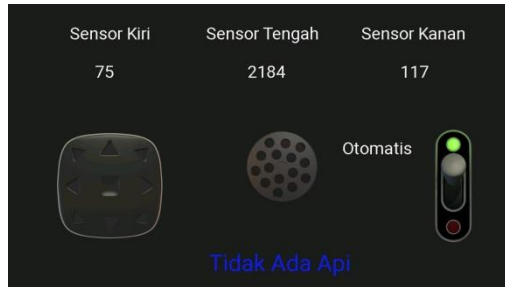 Sensor Kiri Sensor Tengah Sensor Kanan
75 2184 117
Otomatis
Tidak Ada Api